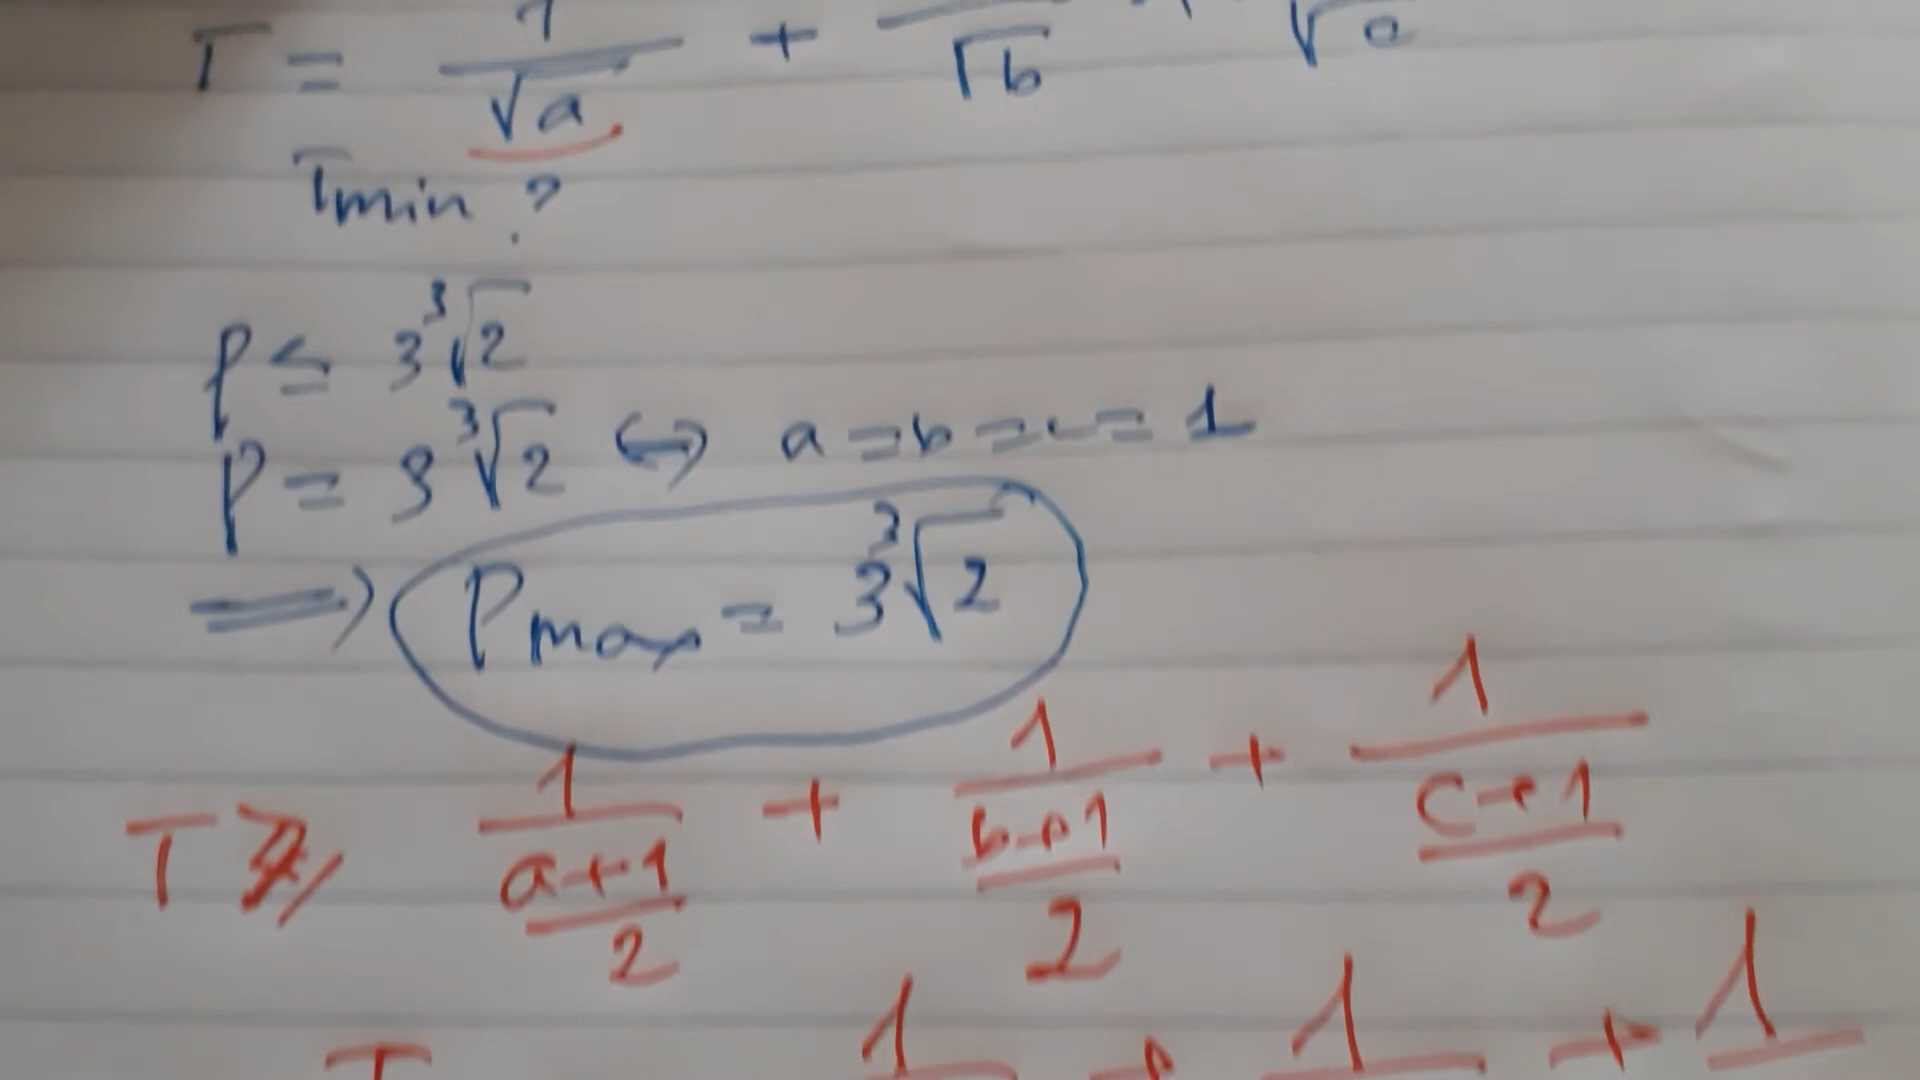 T = 1/√a + /√b + /√c
Tmin ?
P ≤ 3∛2
P = 3∛2 ↔ a = b = c = 1
⟹ Pmax = 3∛2
T ⩾ 1/((a+1)/2) + 1/((b+1)/2) + 1/((c+1)/2)
T 1 + 1 + 1